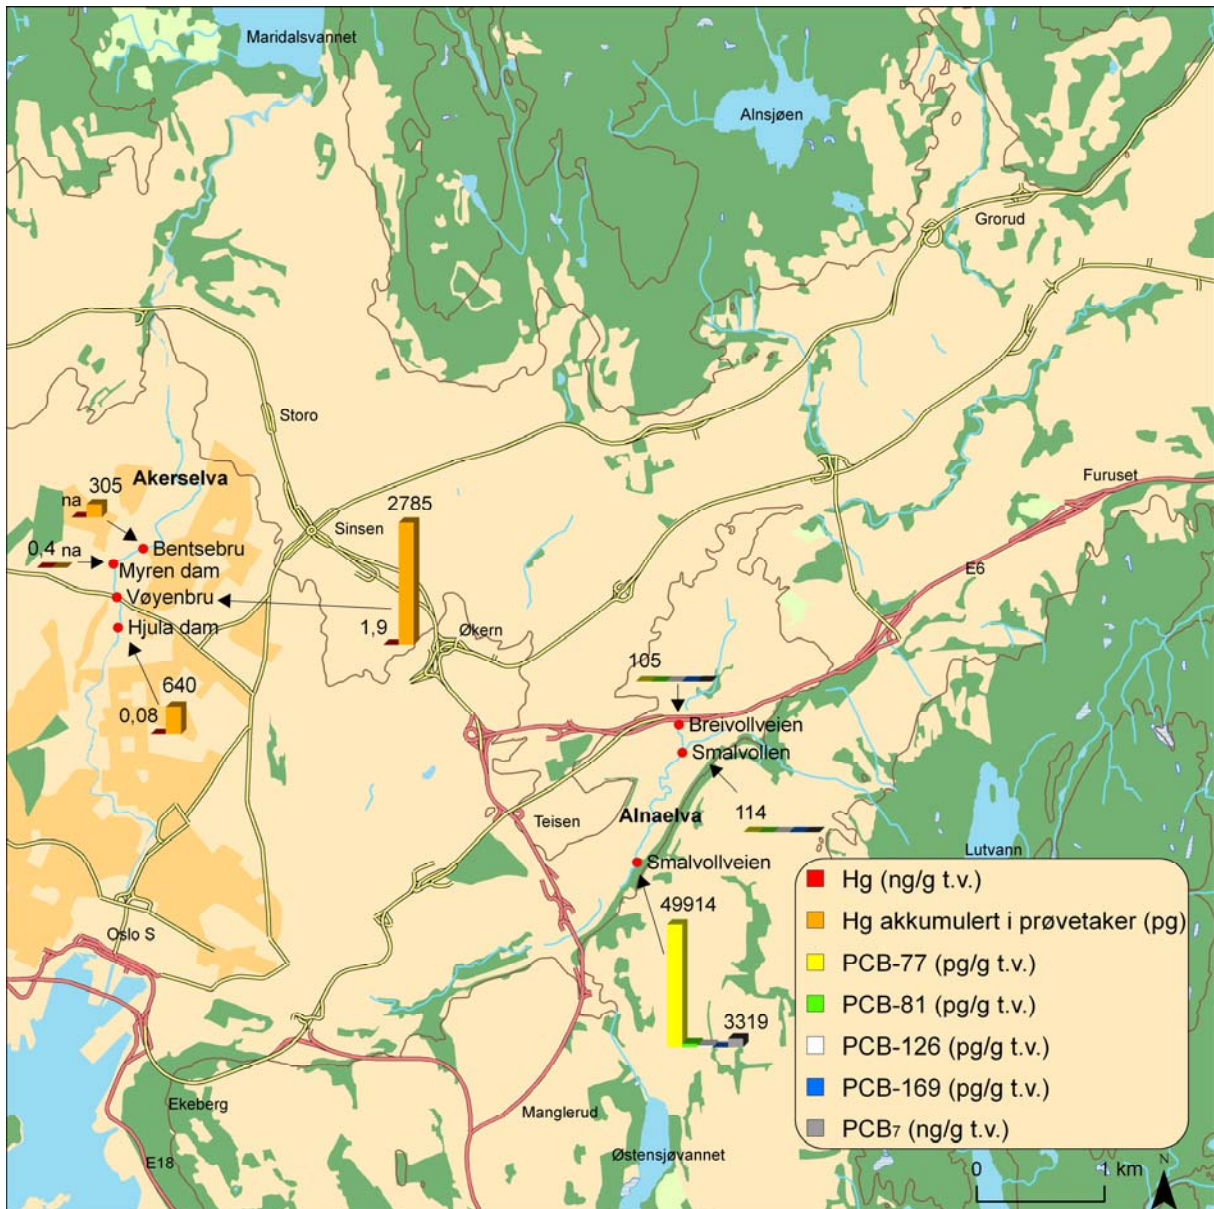 Maridalsvannet
Alnsjøen
Grorud
Storo
Akerselva
305
na
2785
Sinsen
Furuset
0,4 na
Bentsebru
Myren dam
E6
Vøyenbru
1,9
Økern
Hjula dam
105
640
0,08
Breivollveien
Smalvollen
114
Alnaelva
Teisen
Lutvann
Smalvollveien
49914
Oslo S
3319
Ekeberg
Manglerud
Østensjøvannet
E18
Hg (ng/g t.v.)
Hg akkumulert i prøvetaker (pg)
PCB-77 (pg/g t.v.)
PCB-81 (pg/g t.v.)
PCB-126 (pg/g t.v.)
PCB-169 (pg/g t.v.)
PCB7 (ng/g t.v.)
0 1 km
N